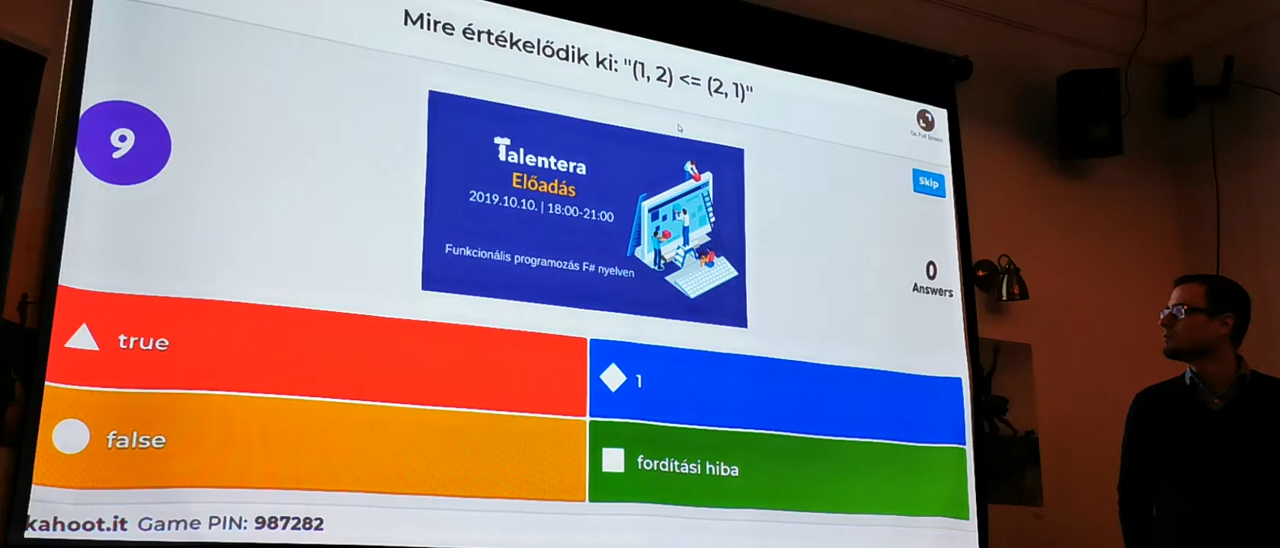 Mire értékelődik ki: "(1, 2) <= (2, 1)"
9
Skip
Talentera
Előadás
2019.10.10. | 18:00-21:00
Funkcionális programozás F# nyelven
0
Answers
true
1
false
fordítási hiba
kahoot.it Game PIN: 987282